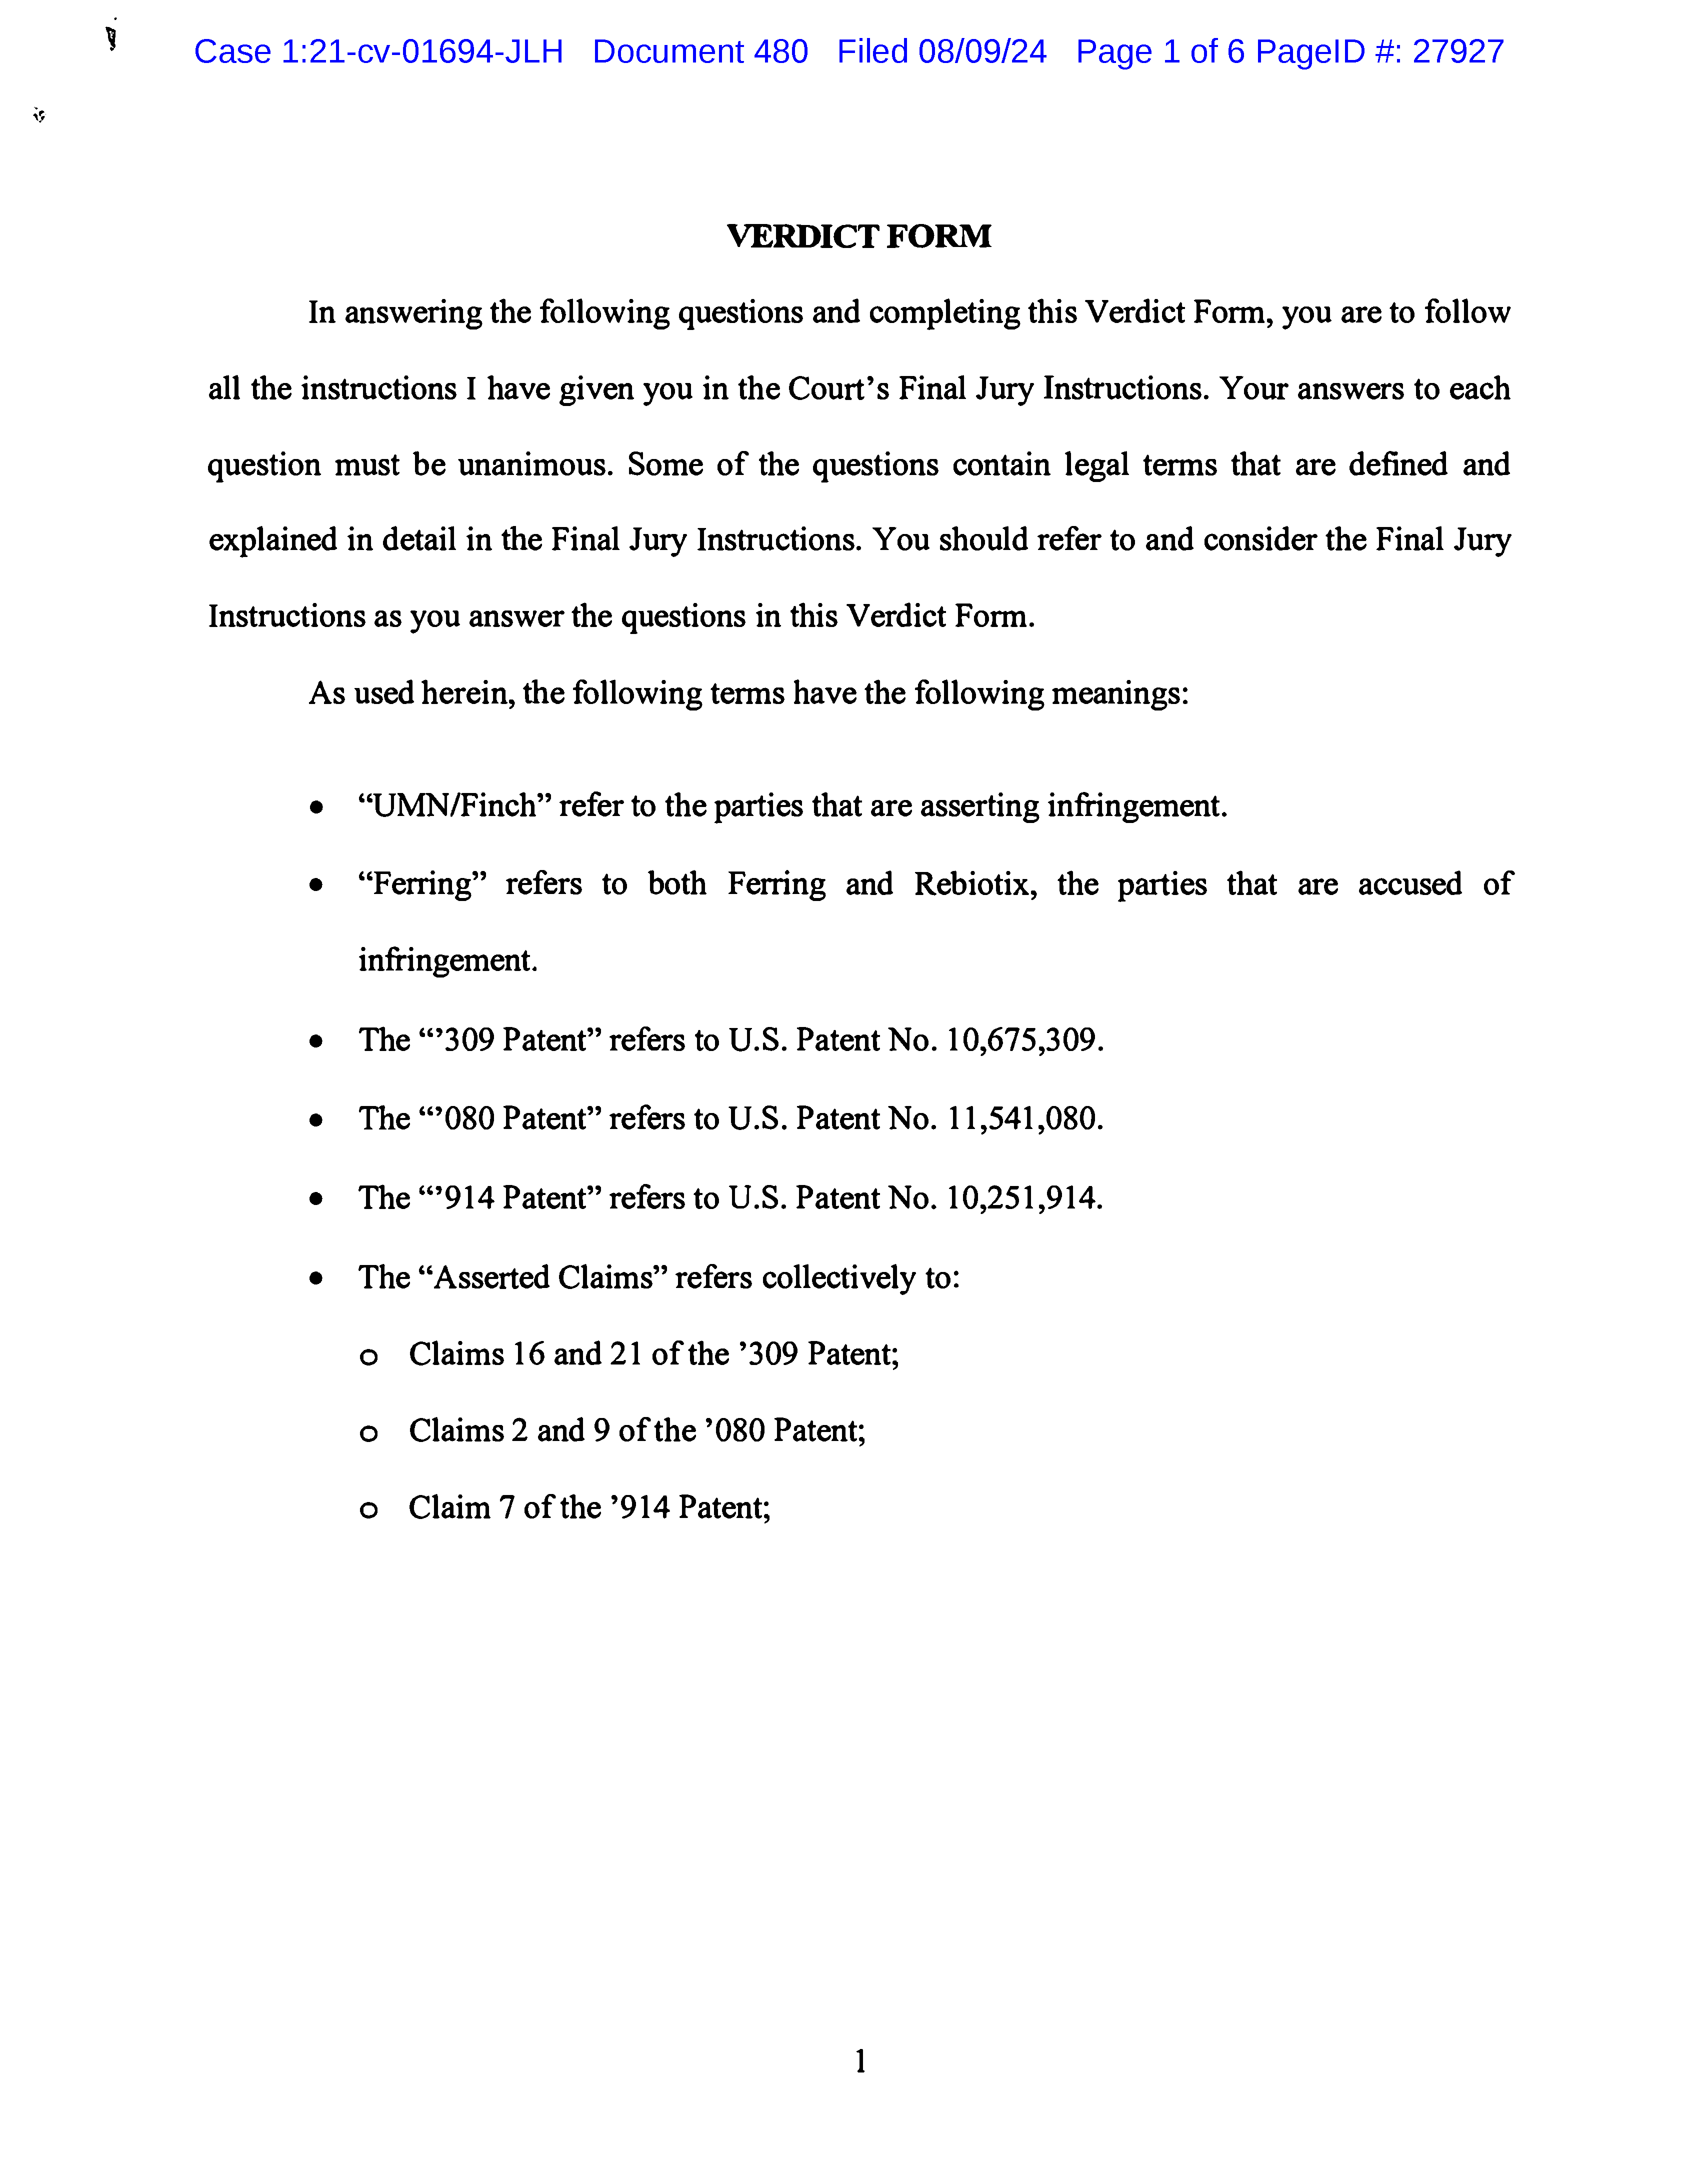 Case 1:21-cv-01694-JLH Document 480 Filed 08/09/24 Page 1 of 6 PageID #: 27927
VERDICT FORM
In answering the following questions and completing this Verdict Form, you are to follow
all the instructions I have given you in the Court’s Final Jury Instructions. Your answers to each
question must be unanimous. Some of the questions contain legal terms that are defined and
explained in detail in the Final Jury Instructions. You should refer to and consider the Final Jury
Instructions as you answer the questions in this Verdict Form.
As used herein, the following terms have the following meanings:
• “UMN/Finch” refer to the parties that are asserting infringement.
• “Ferring” refers to both Ferring and Rebiotix, the parties that are accused of
infringement.
• The “’309 Patent” refers to U.S. Patent No. 10,675,309.
• The “’080 Patent” refers to U.S. Patent No. 11,541,080.
• The “’914 Patent” refers to U.S. Patent No. 10,251,914.
• The “Asserted Claims” refers collectively to:
o Claims 16 and 21 of the ’309 Patent;
o Claims 2 and 9 of the ’080 Patent;
o Claim 7 of the ’914 Patent;
1